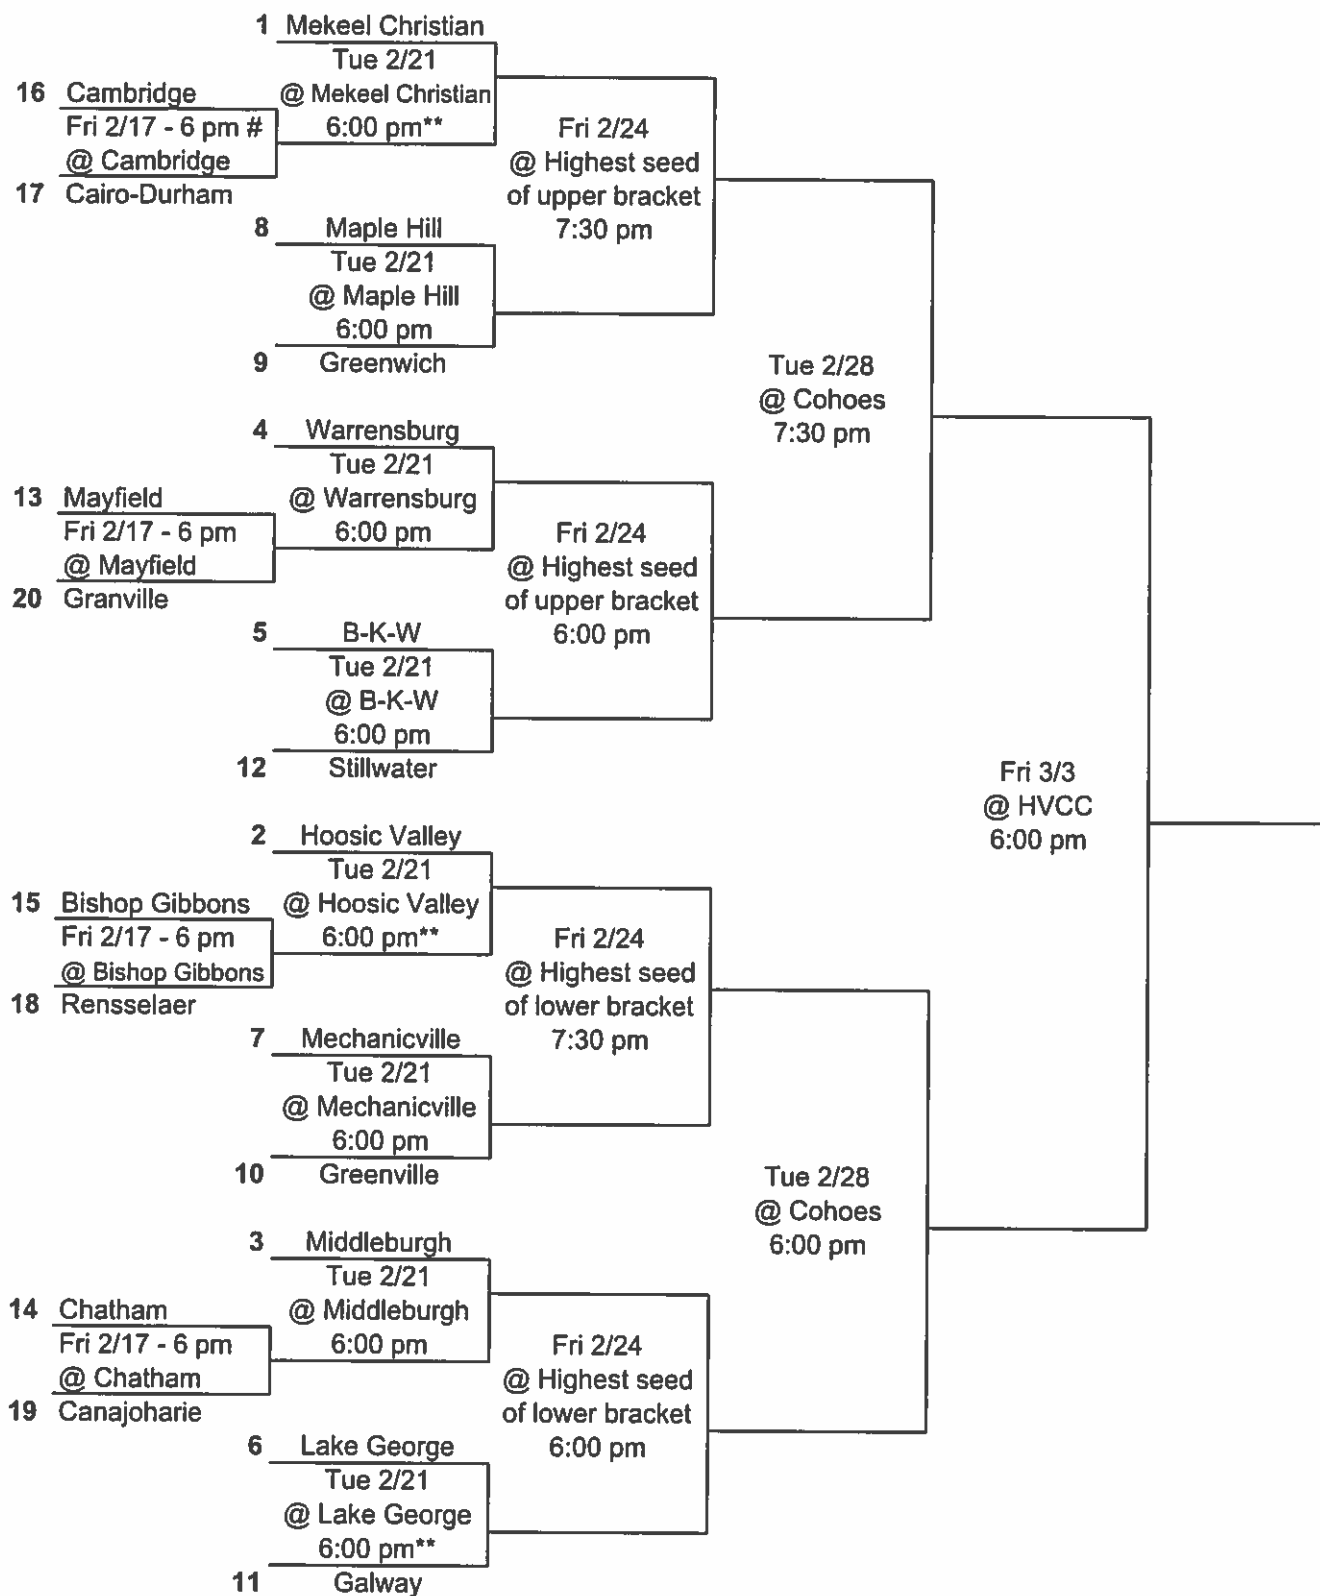 1 Mekeel Christian
Tue 2/21
@ Mekeel Christian
6:00 pm**
16 Cambridge
Fri 2/17 - 6 pm #
@ Cambridge
17 Cairo-Durham
Fri 2/24
@ Highest seed
of upper bracket
7:30 pm
8 Maple Hill
Tue 2/21
@ Maple Hill
6:00 pm
9 Greenwich
Tue 2/28
@ Cohoes
7:30 pm
4 Warrensburg
Tue 2/21
@ Warrensburg
6:00 pm
13 Mayfield
Fri 2/17 - 6 pm
@ Mayfield
20 Granville
Fri 2/24
@ Highest seed
of upper bracket
6:00 pm
5 B-K-W
Tue 2/21
@ B-K-W
6:00 pm
12 Stillwater
Fri 3/3
@ HVCC
6:00 pm
2 Hoosic Valley
Tue 2/21
@ Hoosic Valley
6:00 pm**
15 Bishop Gibbons
Fri 2/17 - 6 pm
@ Bishop Gibbons
18 Rensselaer
Fri 2/24
@ Highest seed
of lower bracket
7:30 pm
7 Mechanicville
Tue 2/21
@ Mechanicville
6:00 pm
10 Greenville
Tue 2/28
@ Cohoes
6:00 pm
3 Middleburgh
Tue 2/21
@ Middleburgh
6:00 pm
14 Chatham
Fri 2/17 - 6 pm
@ Chatham
19 Canajoharie
Fri 2/24
@ Highest seed
of lower bracket
6:00 pm
6 Lake George
Tue 2/21
@ Lake George
6:00 pm**
11 Galway